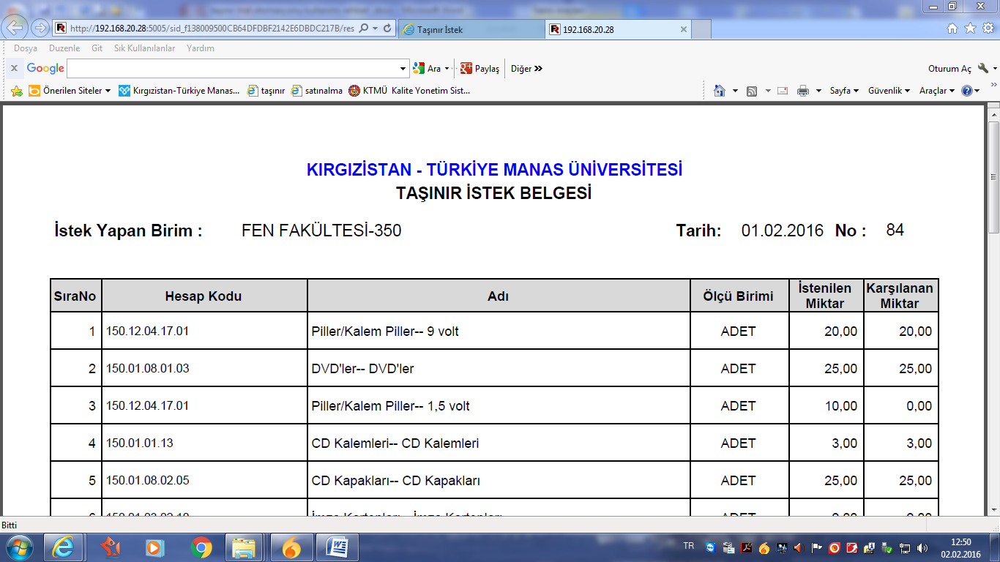 http://192.168.20.28:5005/sid_f138009500CB64DFDBF2142E6DBDC217B/res
Taşınır İstek
192.168.20.28
Dosya Duzenle Git Sık Kullanılanlar Yardım
x Google Ara Paylaş Diğer » Oturum Aç
Önerilen Siteler Kırgızistan-Türkiye Manas... taşınır satınalma KTMÜ Kalite Yonetim Sist... Sayfa Güvenlik Araçlar
KIRGIZİSTAN - TÜRKİYE MANAS ÜNİVERSİTESİ
TAŞINIR İSTEK BELGESİ
İstek Yapan Birim : FEN FAKÜLTESİ-350 Tarih: 01.02.2016 No : 84
SıraNo Hesap Kodu Adı Ölçü Birimi İstenilen Miktar Karşılanan Miktar
1 150.12.04.17.01 Piller/Kalem Piller-- 9 volt ADET 20,00 20,00
2 150.01.08.01.03 DVD'ler-- DVD'ler ADET 25,00 25,00
3 150.12.04.17.01 Piller/Kalem Piller-- 1,5 volt ADET 10,00 0,00
4 150.01.01.13 CD Kalemleri-- CD Kalemleri ADET 3,00 3,00
5 150.01.08.02.05 CD Kapakları-- CD Kapakları ADET 25,00 25,00
Bitti
TR 12:50
02.02.2016